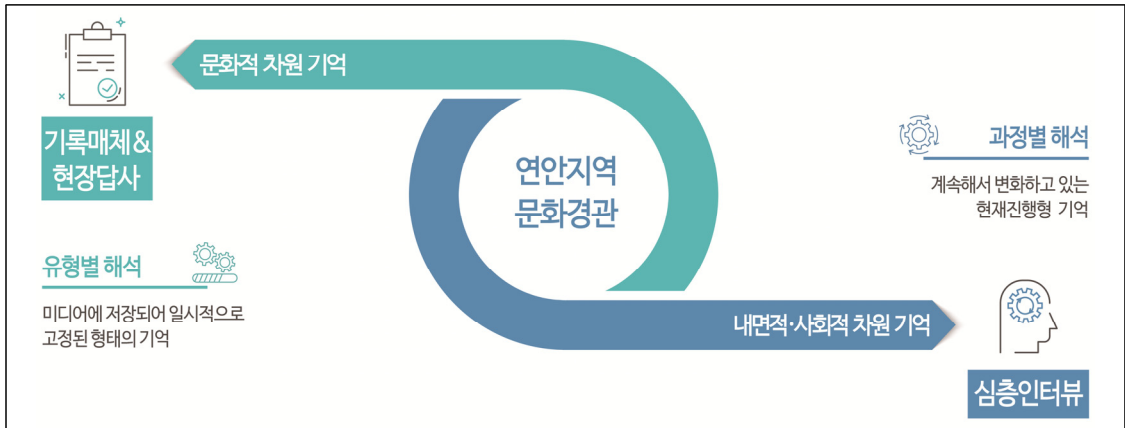 문화적 차원 기억
기록매체&
현장답사
유형별 해석
미디어에 저장되어 일시적으로
고정된 형태의 기억
연안지역
문화경관
과정별 해석
계속해서 변화하고 있는
현재진행형 기억
내면적·사회적 차원 기억
심층인터뷰